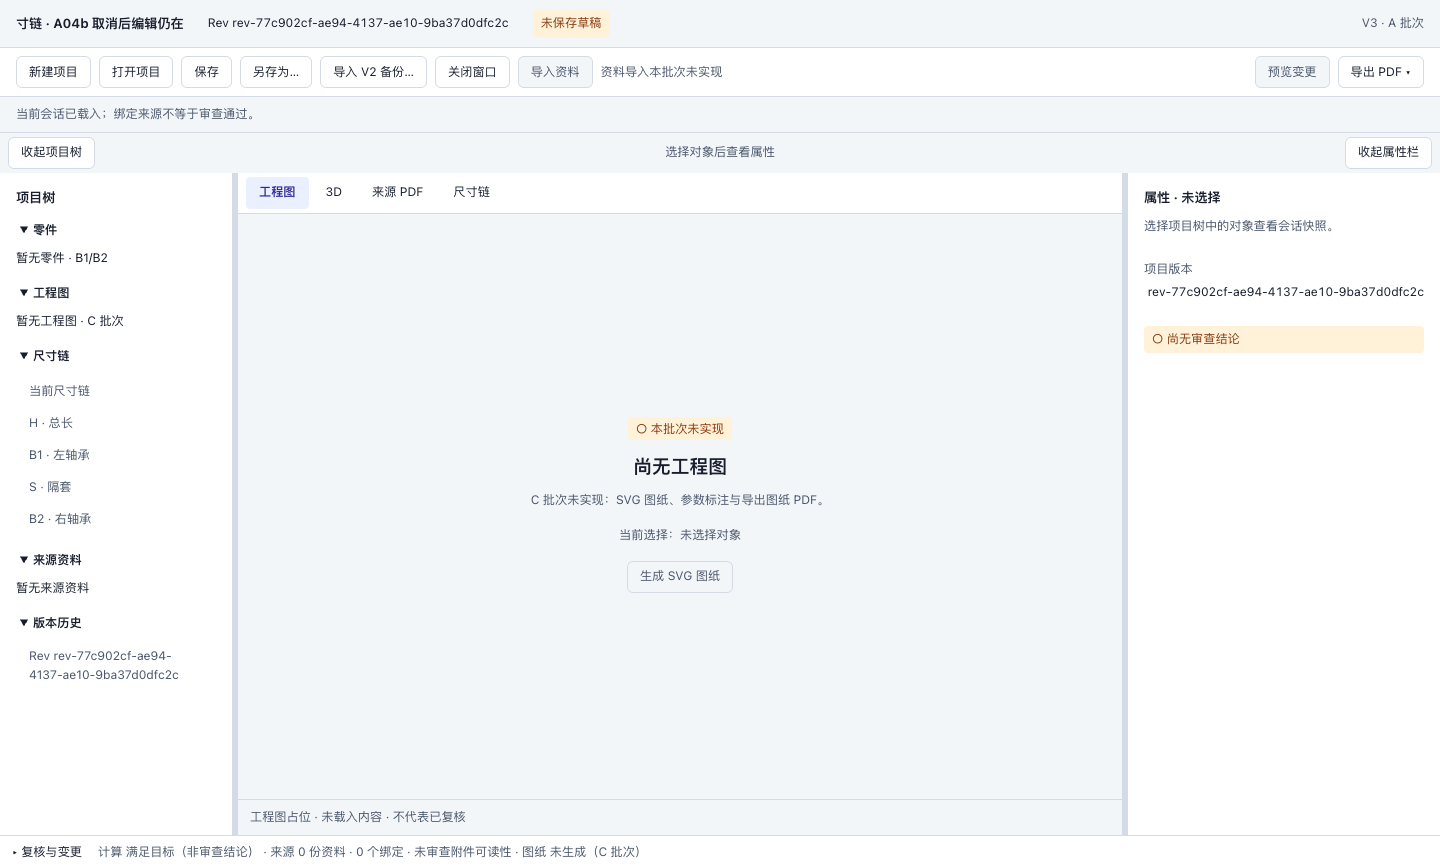 寸链 · A04b 取消后编辑仍在 Rev rev-77c902cf-ae94-4137-ae10-9ba37d0dfc2c 未保存草稿 V3 · A 批次
新建项目 打开项目 保存 另存为... 导入 V2 备份... 关闭窗口 导入资料 资料导入本批次未实现 预览变更 导出 PDF ▾
当前会话已载入；绑定来源不等于审查通过。
收起项目树 选择对象后查看属性 收起属性栏
项目树
▼ 零件
暂无零件 · B1/B2
▼ 工程图
暂无工程图 · C 批次
▼ 尺寸链
当前尺寸链
H · 总长
B1 · 左轴承
S · 隔套
B2 · 右轴承
▼ 来源资料
暂无来源资料
▼ 版本历史
Rev rev-77c902cf-ae94-
4137-ae10-9ba37d0dfc2c
工程图 3D 来源 PDF 尺寸链
○ 本批次未实现
尚无工程图
C 批次未实现：SVG 图纸、参数标注与导出图纸 PDF。
当前选择：未选择对象
生成 SVG 图纸
工程图占位 · 未载入内容 · 不代表已复核
属性 · 未选择
选择项目树中的对象查看会话快照。
项目版本
rev-77c902cf-ae94-4137-ae10-9ba37d0dfc2c
○ 尚无审查结论
▸ 复核与变更 计算 满足目标（非审查结论） · 来源 0 份资料 · 0 个绑定 · 未审查附件可读性 · 图纸 未生成（C 批次）